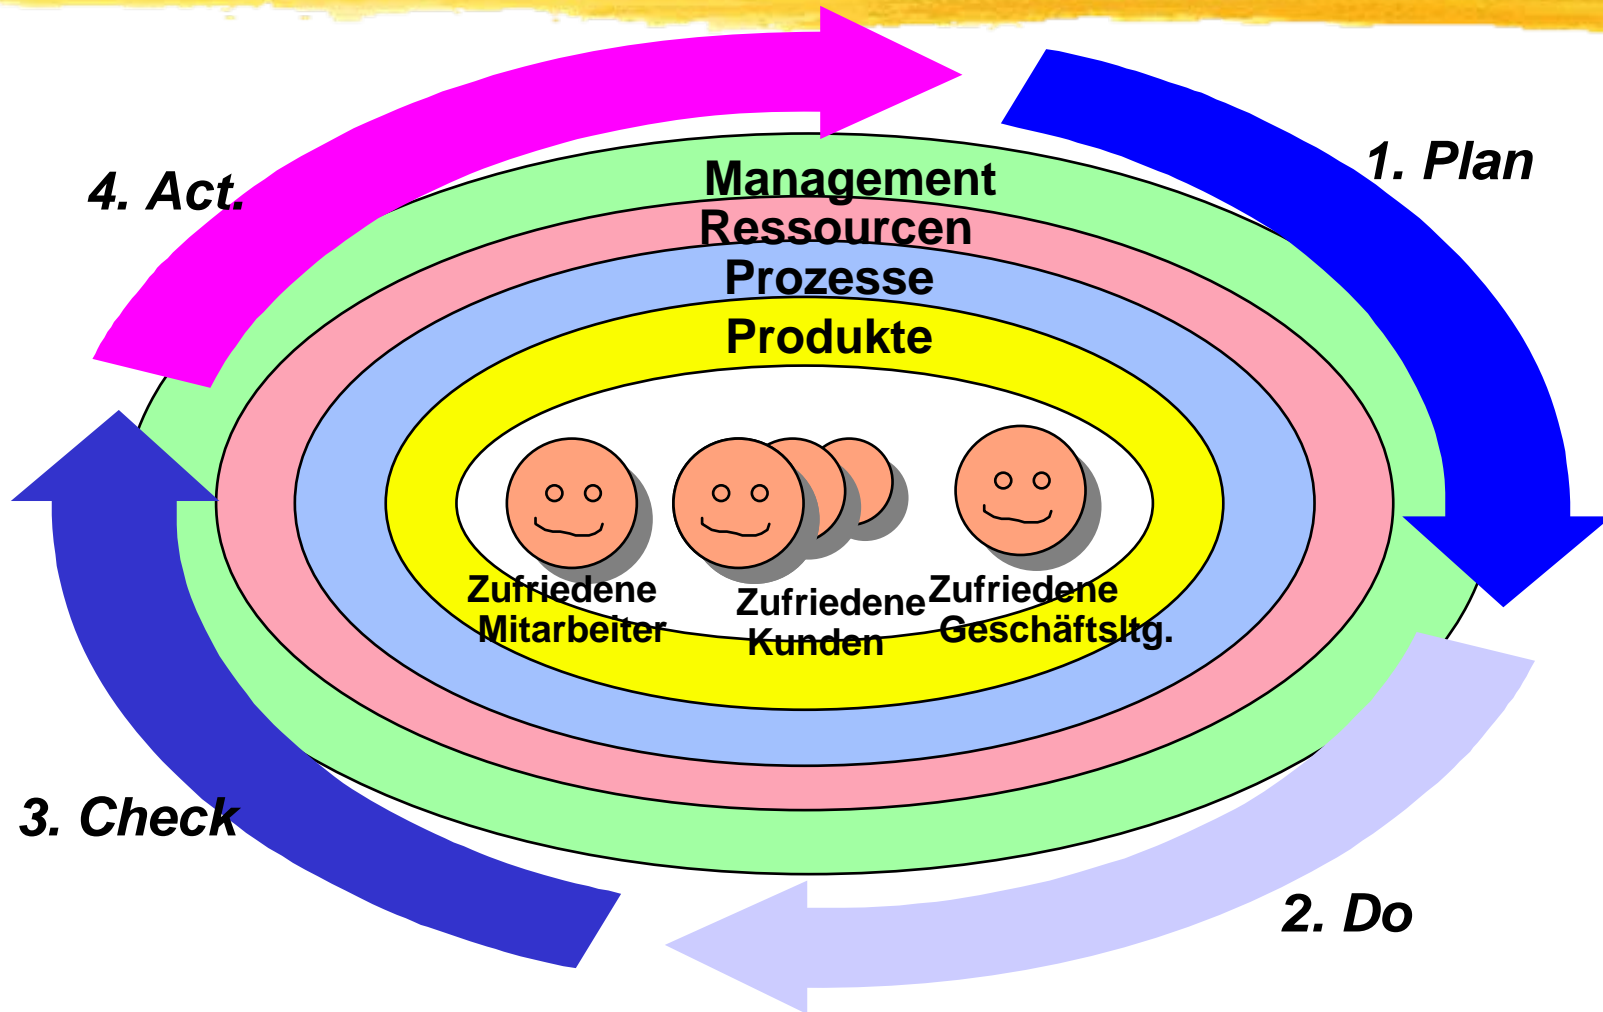 4. Act.
1. Plan
Management
Ressourcen
Prozesse
Produkte
Zufriedene
Mitarbeiter
Zufriedene
Kunden
Zufriedene
Geschäftsltg.
3. Check
2. Do